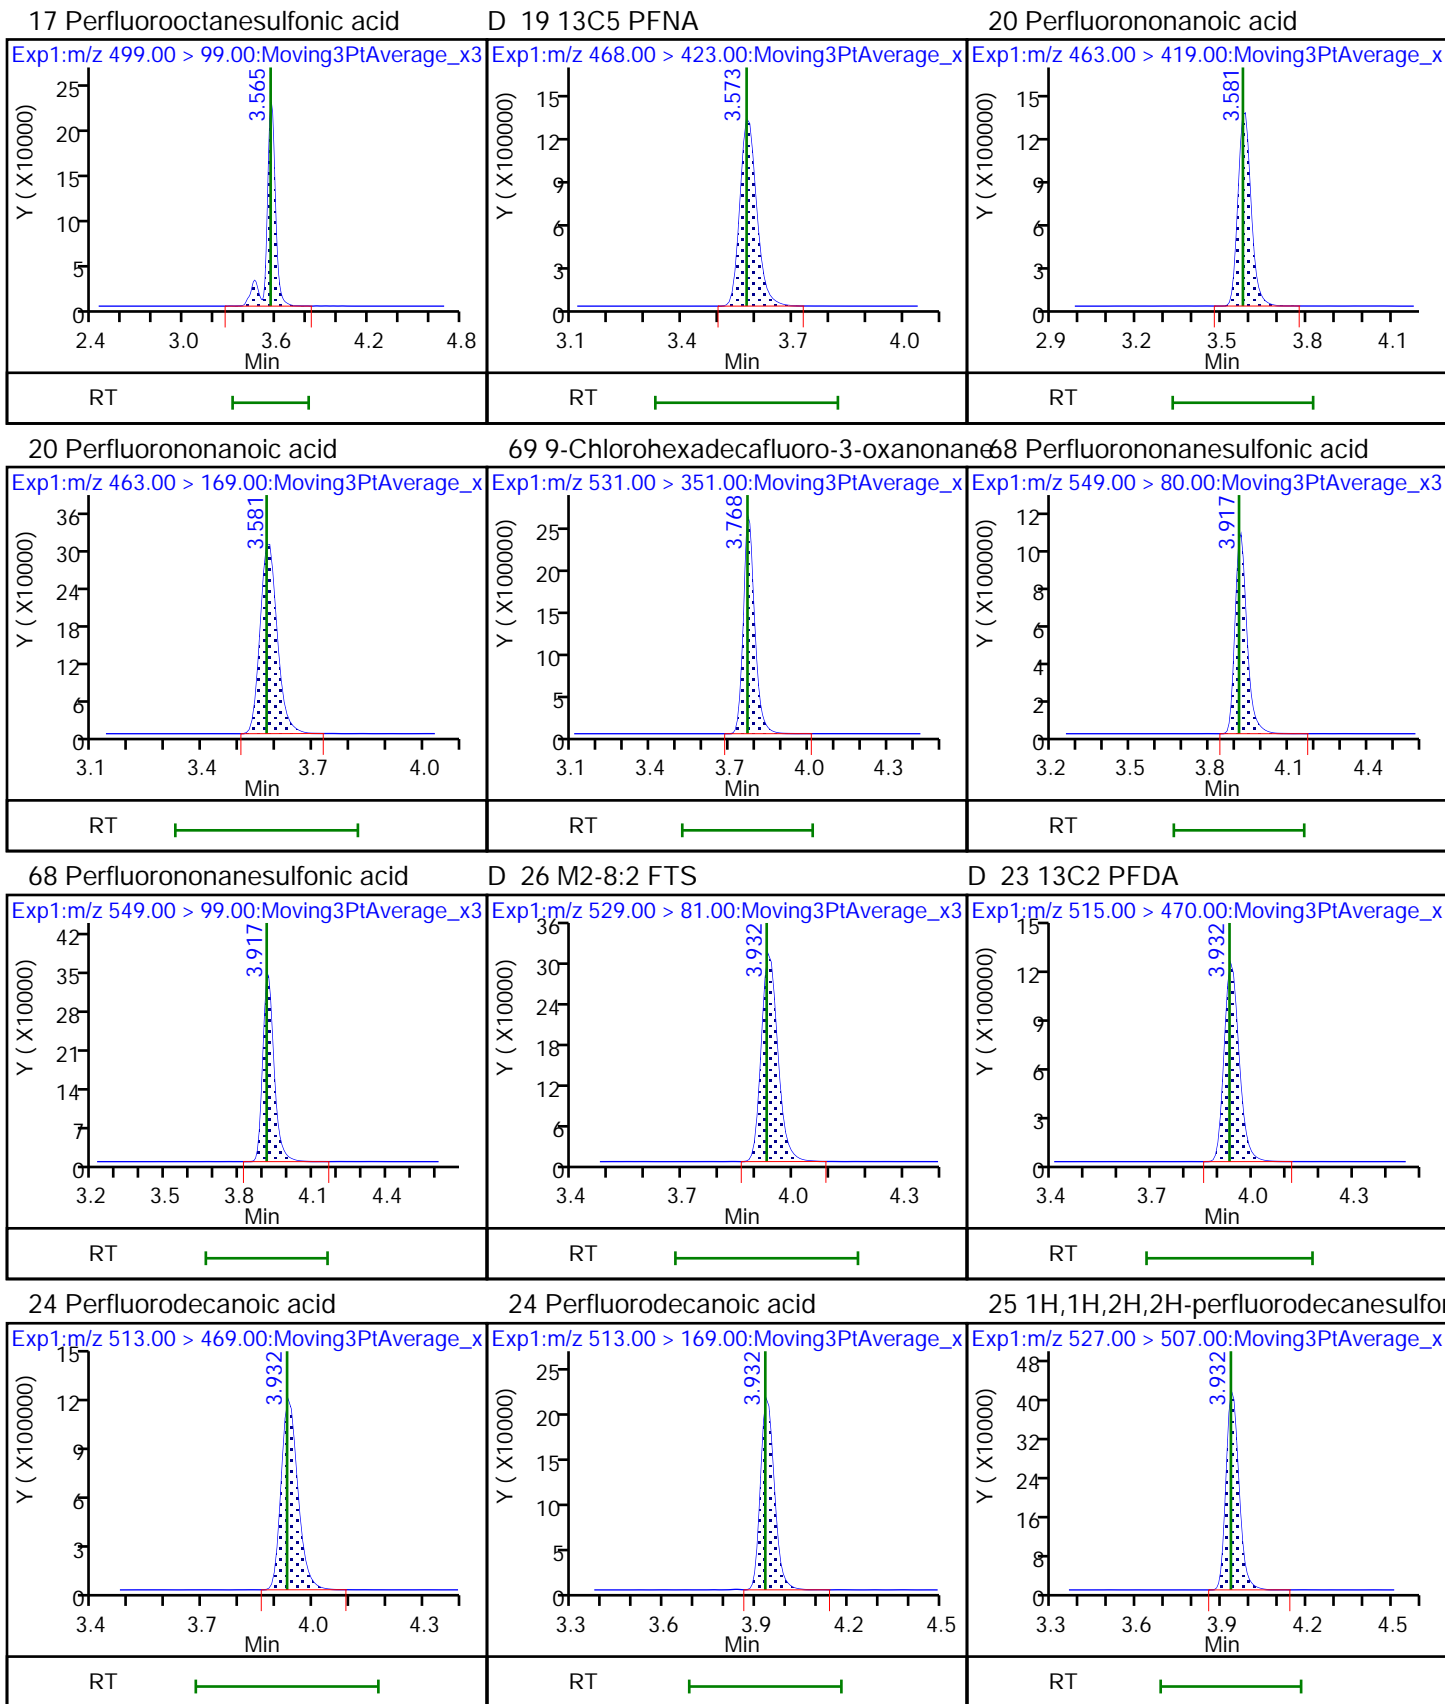 17 Perfluorooctanesulfonic acid
Exp1:m/z 499.00 > 99.00:Moving3PtAverage_x3
Y ( X100000)
25
20
15
10
5
0
3.565
2.4 3.0 3.6 4.2 4.8
Min
RT
D 19 13C5 PFNA
Exp1:m/z 468.00 > 423.00:Moving3PtAverage_x
Y ( X100000)
15
12
9
6
3
0
3.573
3.1 3.4 3.7 4.0
Min
RT
20 Perfluorononanoic acid
Exp1:m/z 463.00 > 419.00:Moving3PtAverage_x
Y ( X100000)
15
12
9
6
3
0
3.581
2.9 3.2 3.5 3.8 4.1
Min
RT
20 Perfluorononanoic acid
Exp1:m/z 463.00 > 169.00:Moving3PtAverage_x
Y ( X10000)
36
30
24
18
12
6
0
3.581
3.1 3.4 3.7 4.0
Min
RT
69 9-Chlorohexadecafluoro-3-oxanonane
Exp1:m/z 531.00 > 351.00:Moving3PtAverage_x
Y ( X100000)
25
20
15
10
5
0
3.768
3.1 3.4 3.7 4.0 4.3
Min
RT
68 Perfluorononanesulfonic acid
Exp1:m/z 549.00 > 80.00:Moving3PtAverage_x3
Y ( X100000)
12
10
8
6
4
2
0
3.917
3.2 3.5 3.8 4.1 4.4
Min
RT
68 Perfluorononanesulfonic acid
Exp1:m/z 549.00 > 99.00:Moving3PtAverage_x3
Y ( X10000)
42
35
28
21
14
7
0
3.917
3.2 3.5 3.8 4.1 4.4
Min
RT
D 26 M2-8:2 FTS
Exp1:m/z 529.00 > 81.00:Moving3PtAverage_x3
Y ( X10000)
36
30
24
18
12
6
0
3.932
3.4 3.7 4.0 4.3
Min
RT
D 23 13C2 PFDA
Exp1:m/z 515.00 > 470.00:Moving3PtAverage_x
Y ( X100000)
15
12
9
6
3
0
3.932
3.4 3.7 4.0 4.3
Min
RT
24 Perfluorodecanoic acid
Exp1:m/z 513.00 > 469.00:Moving3PtAverage_x
Y ( X100000)
15
12
9
6
3
0
3.932
3.4 3.7 4.0 4.3
Min
RT
24 Perfluorodecanoic acid
Exp1:m/z 513.00 > 169.00:Moving3PtAverage_x
Y ( X10000)
25
20
15
10
5
0
3.932
3.3 3.6 3.9 4.2 4.5
Min
RT
25 1H,1H,2H,2H-perfluorodecanesulfo
Exp1:m/z 527.00 > 507.00:Moving3PtAverage_x
Y ( X10000)
48
40
32
24
16
8
0
3.932
3.3 3.6 3.9 4.2 4.5
Min
RT